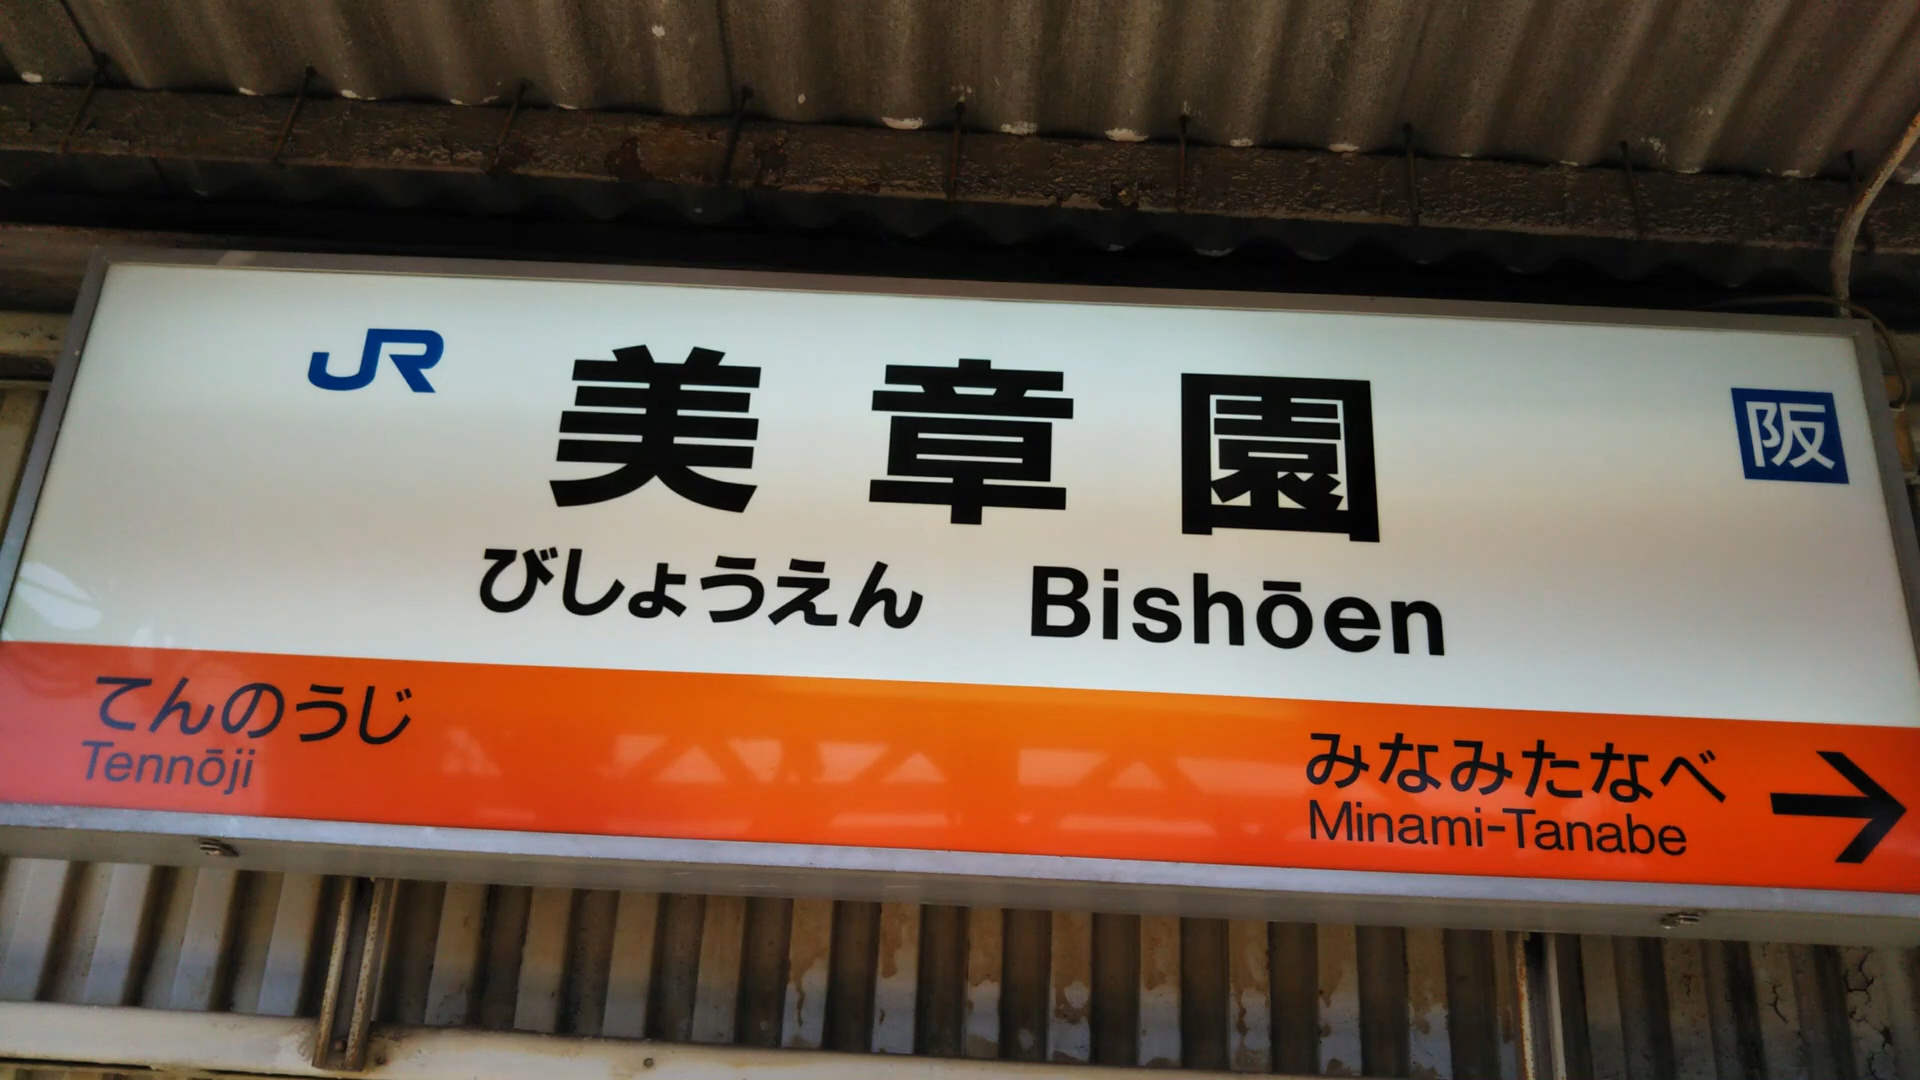 JR 美章園 阪
びしょうえん Bishōen
てんのうじ
Tennōji
みなみたなべ →
Minami-Tanabe